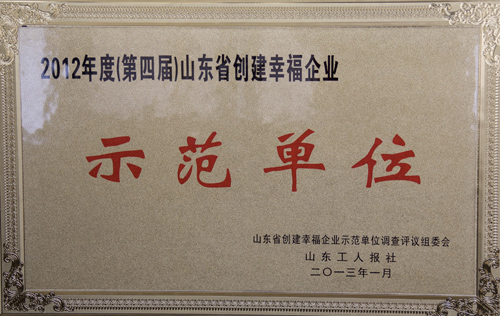 2012年度(第四届)山东省创建幸福企业
示范单位
山东省创建幸福企业示范单位调查评议组委会
山东工人报社
二〇一三年一月